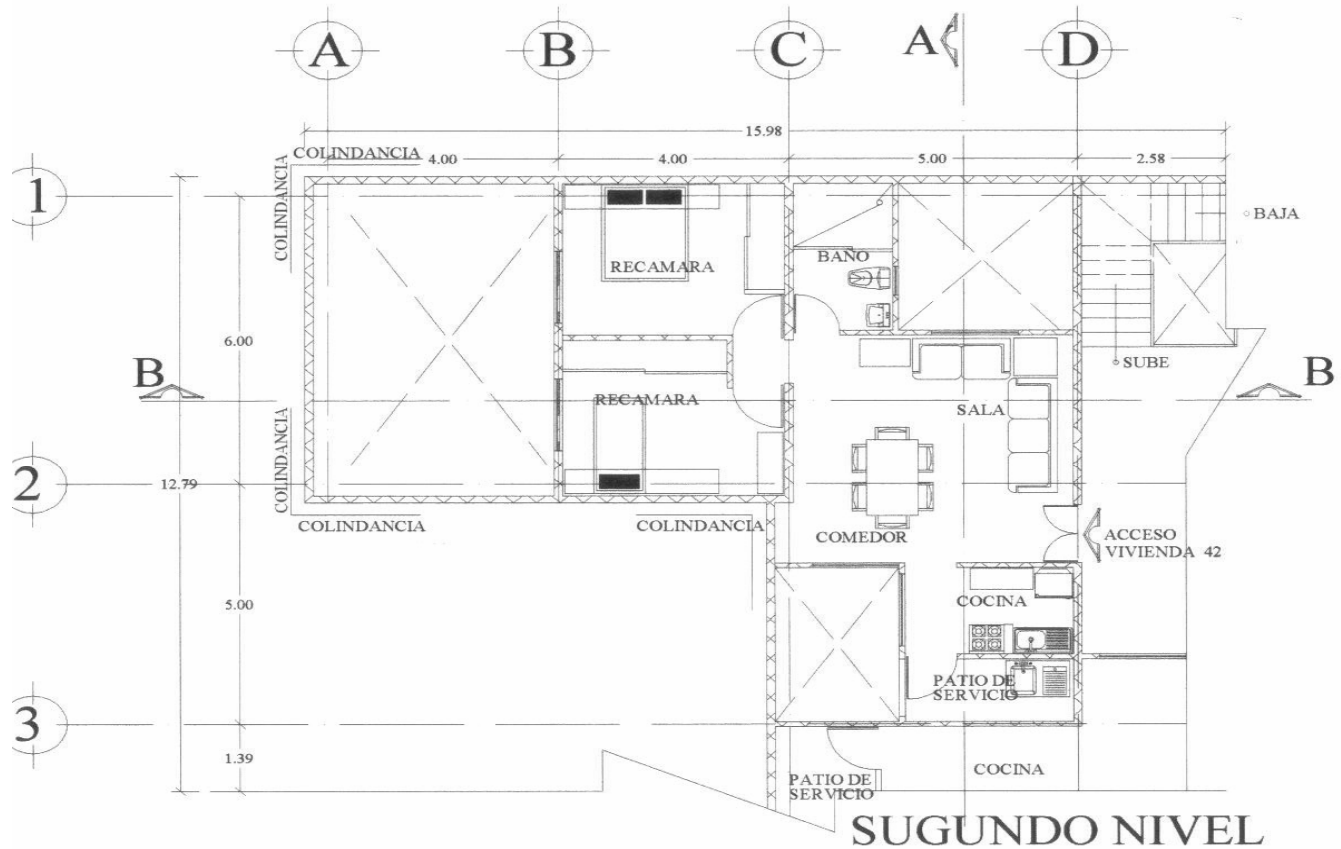 A
B
C
A
D
15.98
COLINDANCIA
4.00
4.00
5.00
2.58
1
COLINDANCIA
BAJA
BAÑO
RECAMARA
6.00
SUBE
B
B
RECAMARA
SALA
COLINDANCIA
2
12.79
COLINDANCIA
COLINDANCIA
COMEDOR
ACCESO
VIVIENDA 42
5.00
COCINA
PATIO DE
SERVICIO
3
1.39
COCINA
PATIO DE
SERVICIO
SUGUNDO NIVEL